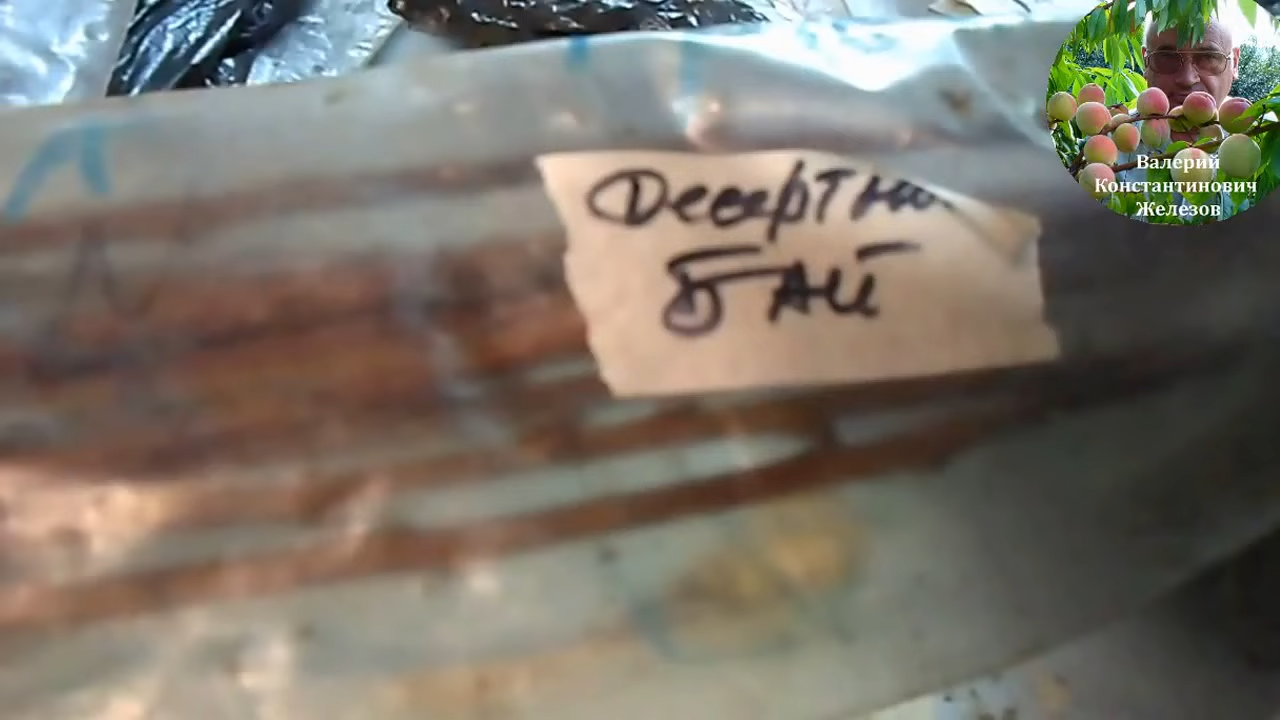 Десертный
БАЙ
Валерий
Константинович
Железов